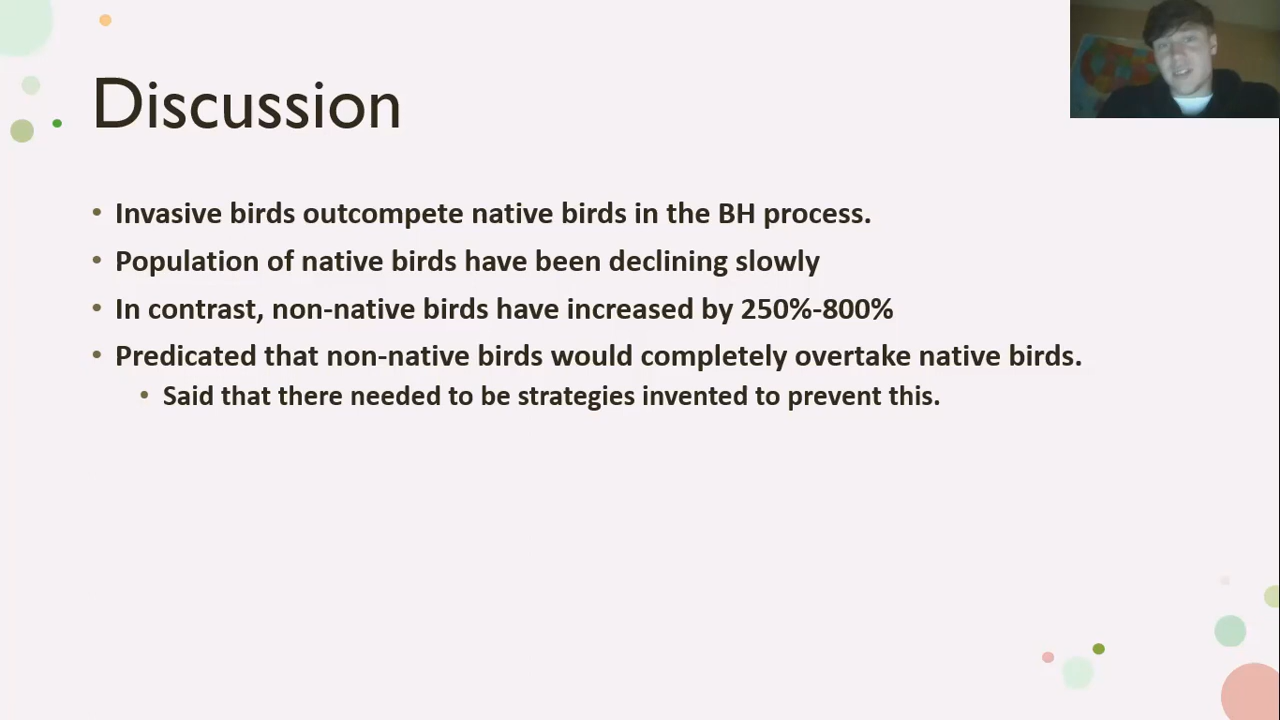 Discussion
• Invasive birds outcompete native birds in the BH process.
• Population of native birds have been declining slowly
• In contrast, non-native birds have increased by 250%-800%
• Predicated that non-native birds would completely overtake native birds.
• Said that there needed to be strategies invented to prevent this.